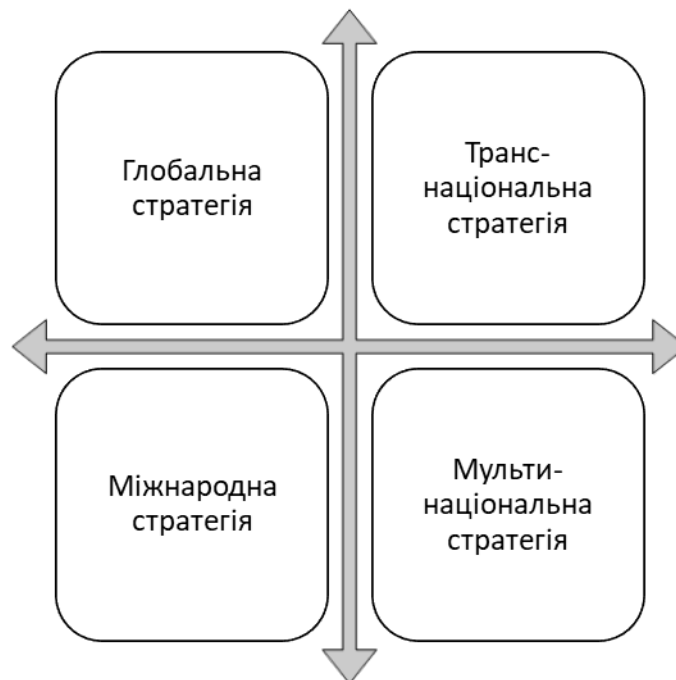 Глобальна
стратегія
Транс-
національна
стратегія
Міжнародна
стратегія
Мульти-
національна
стратегія